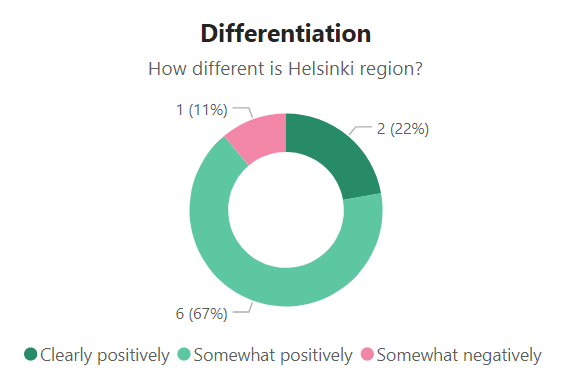 Differentiation
How different is Helsinki region?
1 (11%)
2 (22%)
6 (67%)
Clearly positively Somewhat positively Somewhat negatively